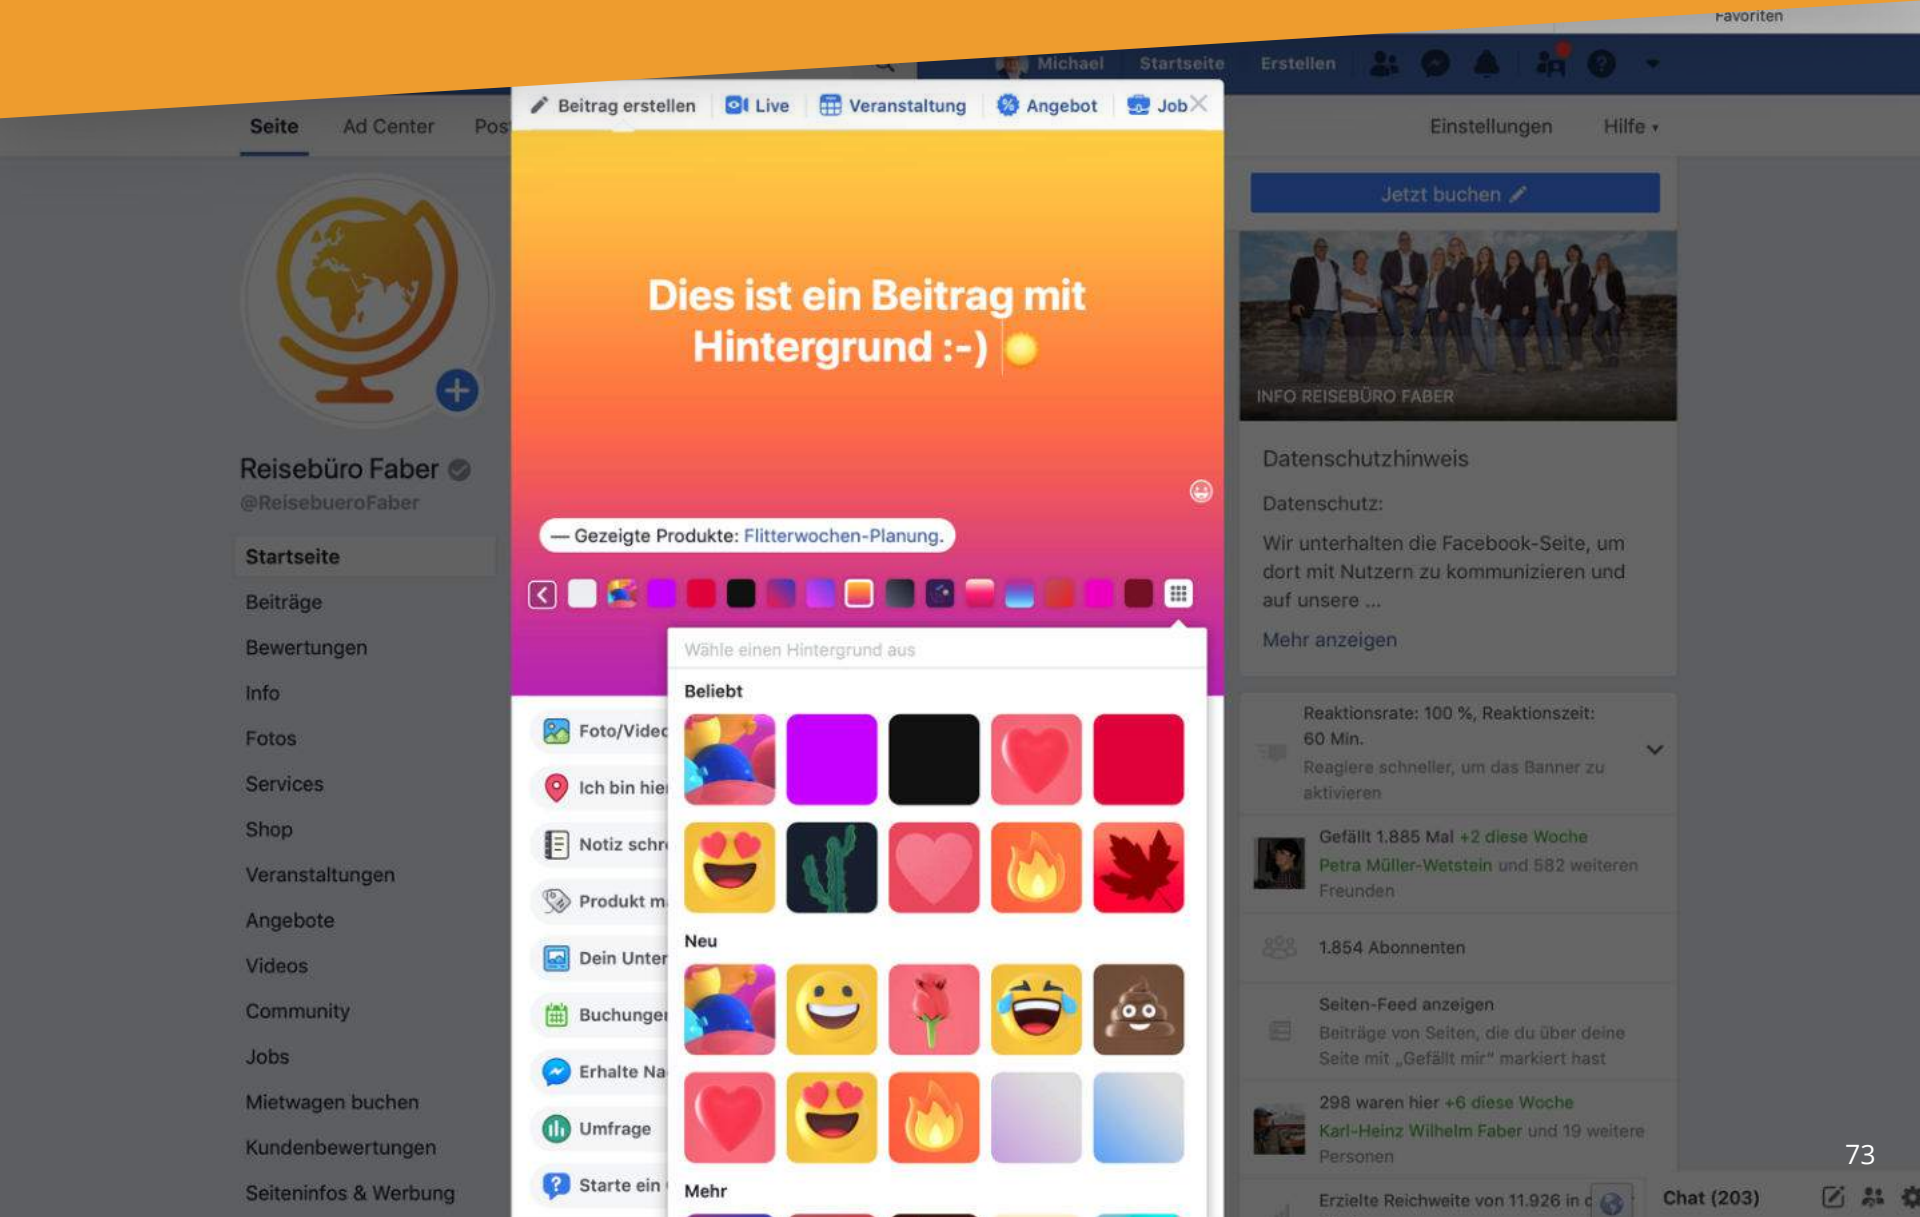 Favoriten
Michael Startseite Erstellen
Beitrag erstellen Live Veranstaltung Angebot Job
Seite Ad Center Pos
Einstellungen Hilfe
Jetzt buchen
Dies ist ein Beitrag mit
Hintergrund :-)
INFO REISEBÜRO FABER
Reisebüro Faber
@ReisebueroFaber
Datenschutzhinweis
Datenschutz:
Wir unterhalten die Facebook-Seite, um
dort mit Nutzern zu kommunizieren und
auf unsere ...
Mehr anzeigen
— Gezeigte Produkte: Flitterwochen-Planung.
Startseite
Beiträge
Bewertungen
Info
Fotos
Services
Shop
Veranstaltungen
Angebote
Videos
Community
Jobs
Mietwagen buchen
Kundenbewertungen
Seiteninfos & Werbung
Wähle einen Hintergrund aus
Beliebt
Neu
Mehr
Foto/Videc
Ich bin hie
Notiz schr
Produkt m
Dein Unter
Buchunger
Erhalte Na
Umfrage
Starte ein
Reaktionsrate: 100 %, Reaktionszeit:
60 Min.
Reagiere schneller, um das Banner zu
aktivieren
Gefällt 1.885 Mal +2 diese Woche
Petra Müller-Wetstein und 582 weiteren
Freunden
1.854 Abonnenten
Seiten-Feed anzeigen
Beiträge von Seiten, die du über deine
Seite mit „Gefällt mir“ markiert hast
298 waren hier +6 diese Woche
Karl-Heinz Wilhelm Faber und 19 weitere
Personen
Erzielte Reichweite von 11.926 in
Chat (203)
73